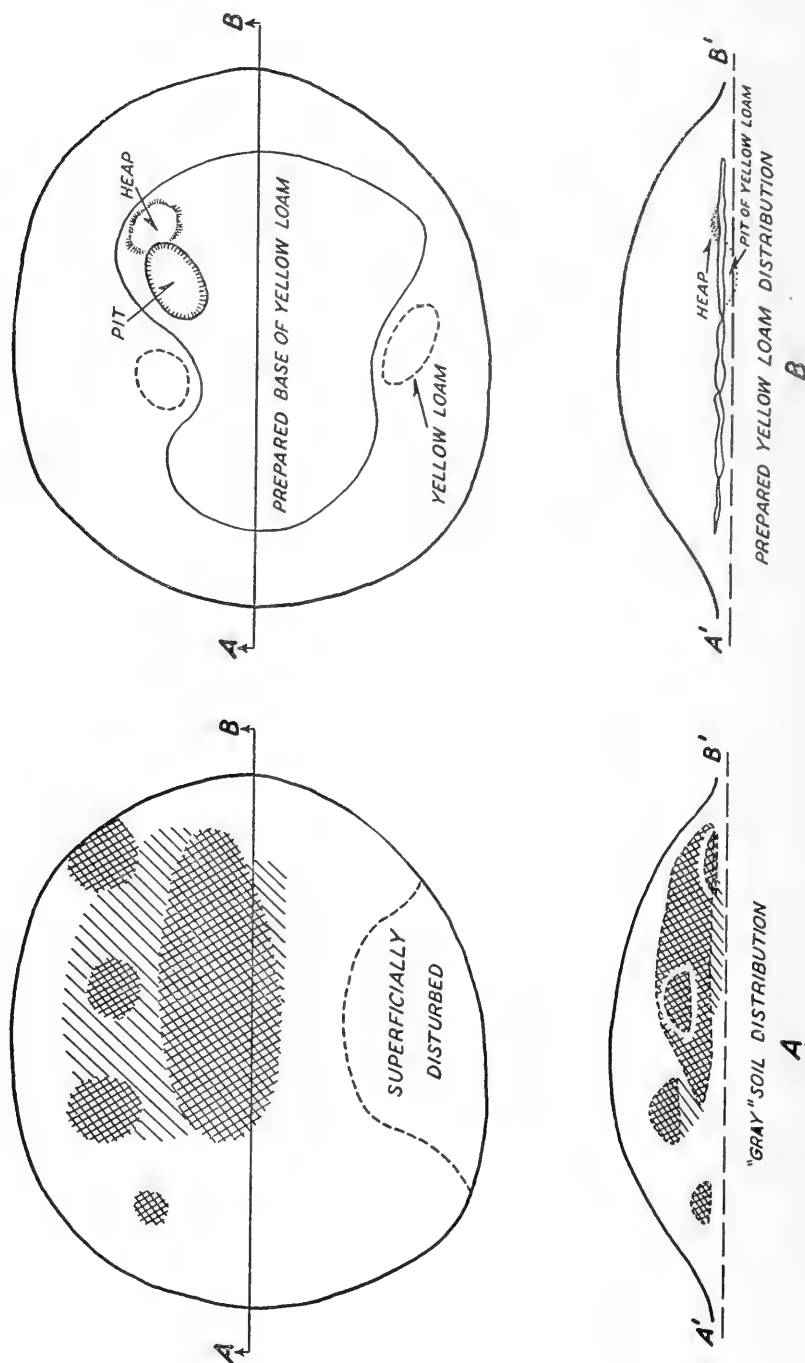 A
B
SUPERFICIALLY
DISTURBED
A'
B'
"GRAY" SOIL DISTRIBUTION
A
A
B
HEAP
PIT
PREPARED BASE OF YELLOW LOAM
YELLOW LOAM
A'
B'
HEAP
PIT OF YELLOW LOAM
PREPARED YELLOW LOAM DISTRIBUTION
B